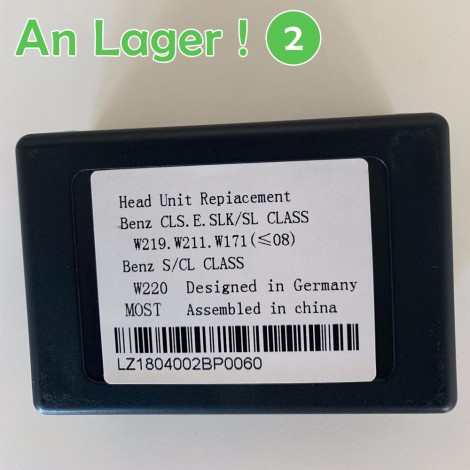 An Lager ! 2
Head Unit Repiacement
Benz CLS.E.SLK/SL CLASS
W219.W211.W171(≤08)
Benz S/CL CLASS
W220 Designed in Germany
MOST Assembled in china
LZ1804002BP0060